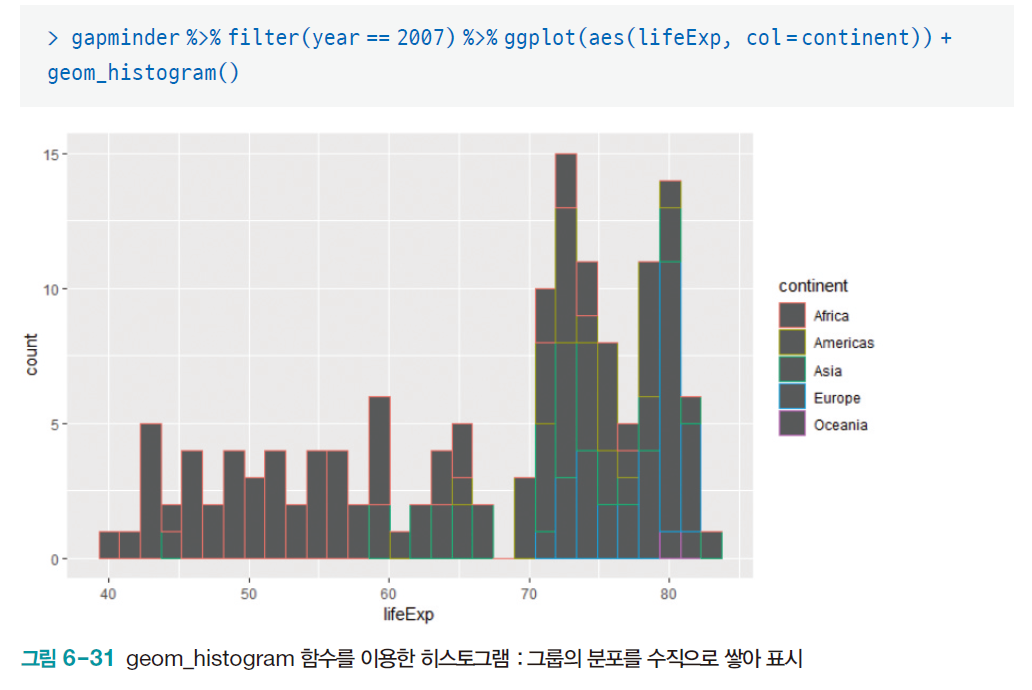 > gapminder %>% filter(year == 2007) %>% ggplot(aes(lifeExp, col = continent)) +
geom_histogram()
15
10
5
0
count
40 50 60 70 80
lifeExp
continent
Africa
Americas
Asia
Europe
Oceania
그림 6-31 geom_histogram 함수를 이용한 히스토그램 : 그룹의 분포를 수직으로 쌓아 표시